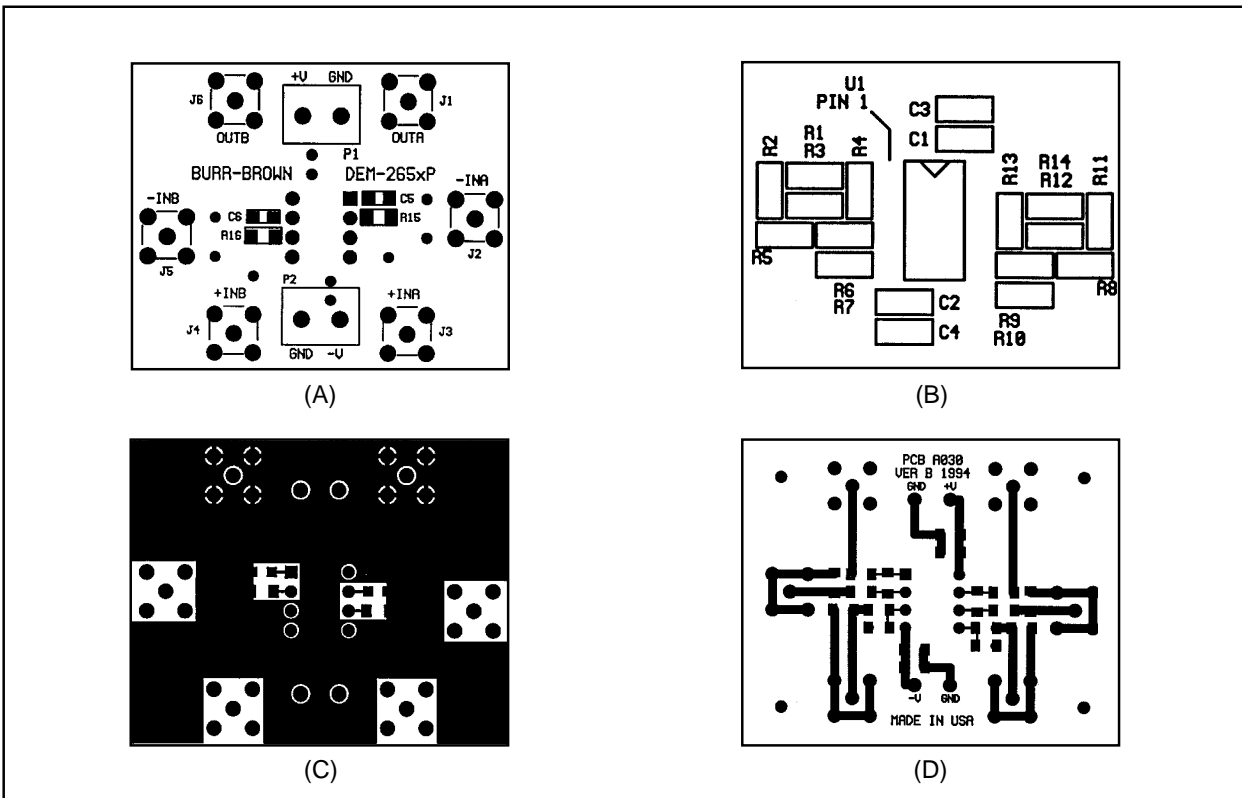 +V GND
J6
J1
OUTB
OUTA
P1
BURR-BROWN DEM-265xP
-INB
-INA
C6
C5
R16
R15
J5
J2
P2
+INB
+INA
J4
J3
GND -V
(A)
U1
PIN 1
C3
C1
R2
R1
R3
R4
R13
R14
R12
R11
R5
R6
R7
R8
R9
R10
C2
C4
(B)
(C)
PCB A030
VER B 1994
GND +V
-V GND
MADE IN USA
(D)